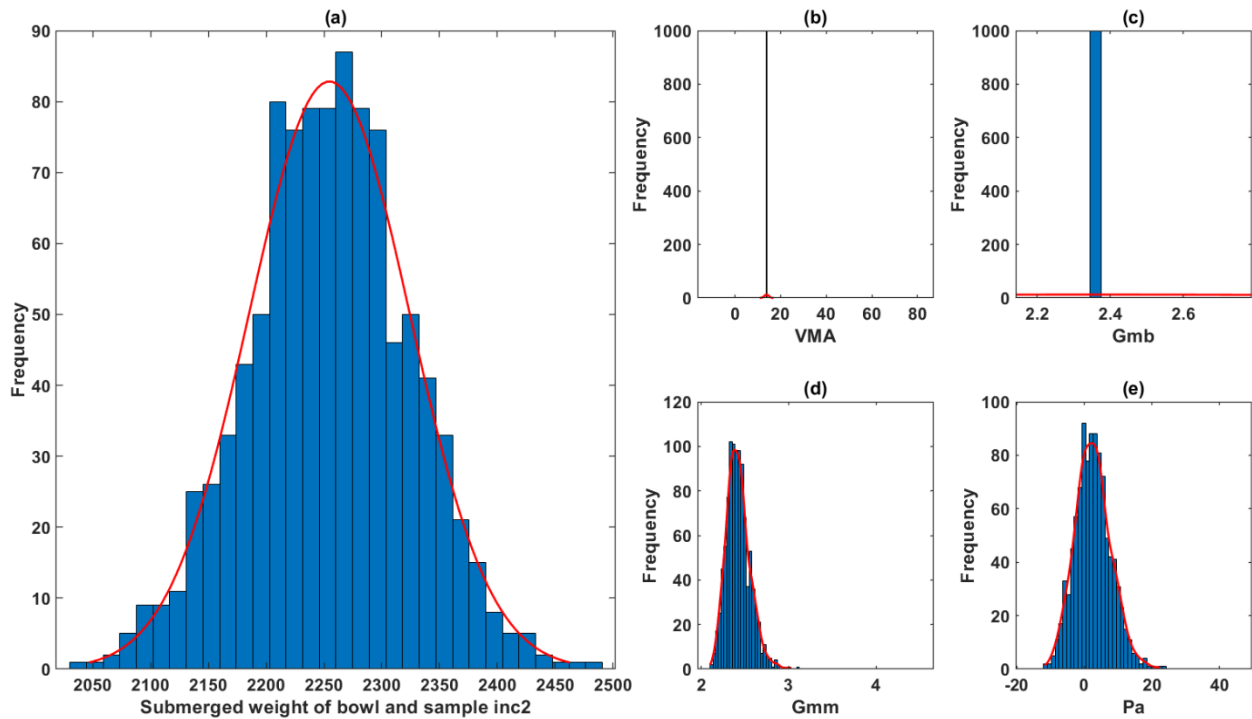 (a)
90
80
70
60
50
40
30
20
10
0
Frequency
2050 2100 2150 2200 2250 2300 2350 2400 2450 2500
Submerged weight of bowl and sample inc2
(b)
1000
800
600
400
200
0
Frequency
0 20 40 60 80
VMA
(c)
1000
800
600
400
200
0
Frequency
2.2 2.4 2.6
Gmb
(d)
120
100
80
60
40
20
0
Frequency
2 3 4
Gmm
(e)
100
80
60
40
20
0
Frequency
-20 0 20 40
Pa